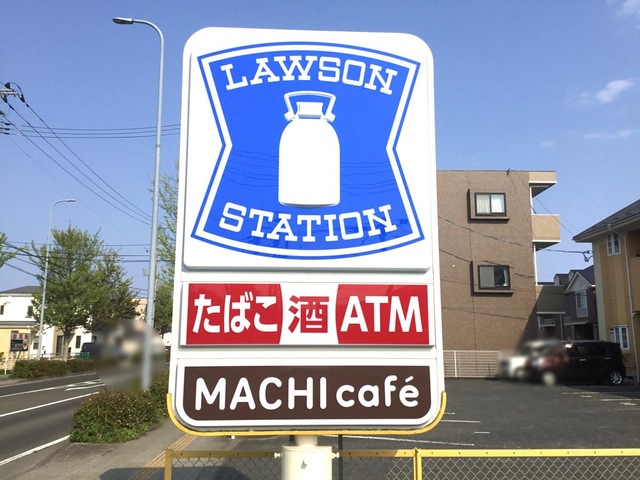 LAWSON
STATION
たばこ 酒 ATM
MACHI café